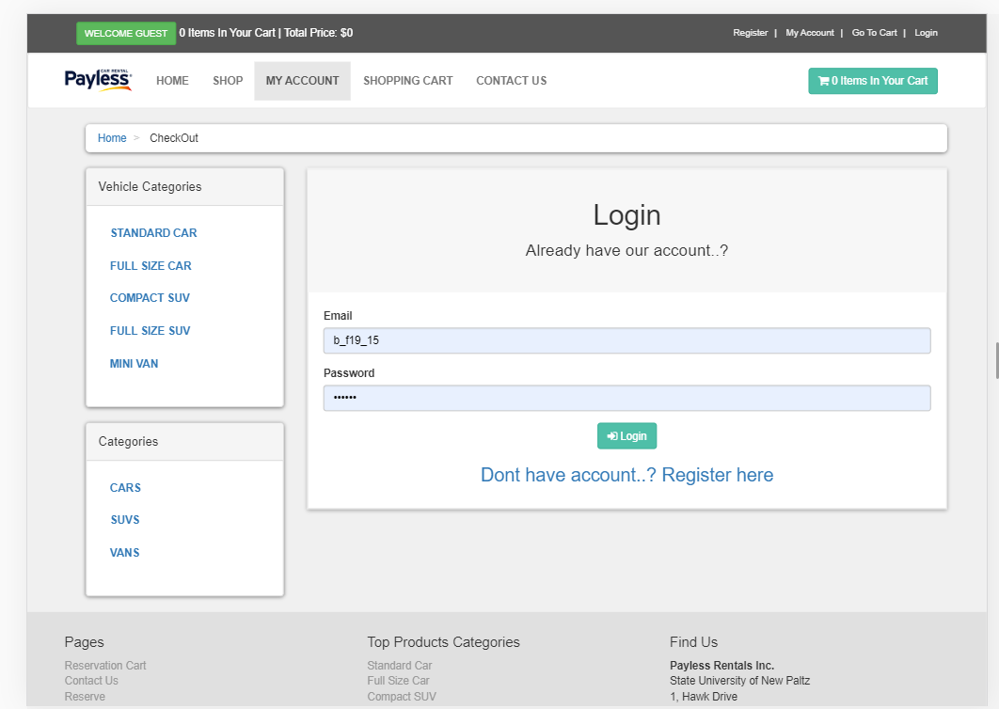 WELCOME GUEST 0 Items In Your Cart | Total Price: $0
Register | My Account | Go To Cart | Login
CAR RENTAL
Payless
HOME SHOP MY ACCOUNT SHOPPING CART CONTACT US
0 Items In Your Cart
Home > CheckOut
Vehicle Categories
STANDARD CAR
FULL SIZE CAR
COMPACT SUV
FULL SIZE SUV
MINI VAN
Categories
CARS
SUVS
VANS
Login
Already have our account..?
Email
b_f19_15
Password
••••••
Login
Dont have account..? Register here
Pages
Reservation Cart
Contact Us
Reserve
Top Products Categories
Standard Car
Full Size Car
Compact SUV
Find Us
Payless Rentals Inc.
State University of New Paltz
1, Hawk Drive